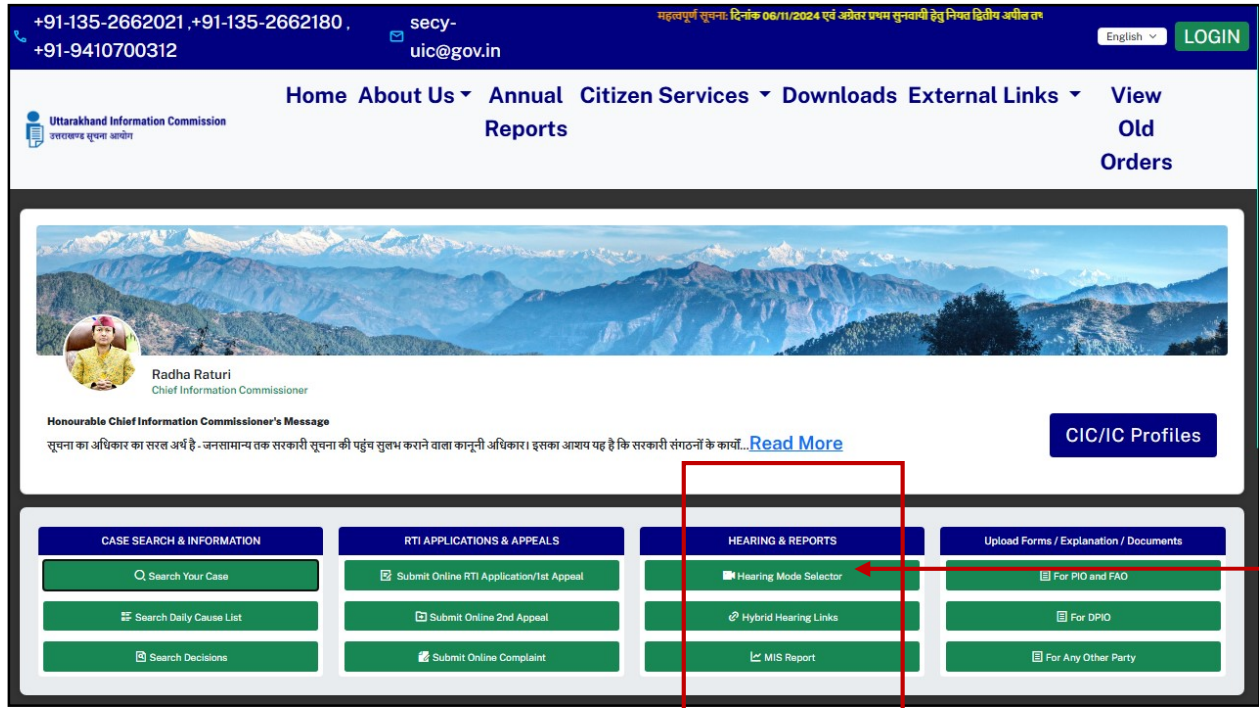 +91-135-2662021 ,+91-135-2662180 ,
+91-9410700312
secy-
uic@gov.in
महत्वपूर्ण सूचना: दिनांक 06/11/2024 एवं अग्रेतर प्रथम सुनवायी हेतु नियत द्वितीय अपील तथ
English
LOGIN
Uttarakhand Information Commission
उत्तराखण्ड सूचना आयोग
Home About Us Annual Reports Citizen Services Downloads External Links View Old Orders
Radha Raturi
Chief Information Commissioner
Honourable Chief Information Commissioner's Message
सूचना का अधिकार का सरल अर्थ है - जनसामान्य तक सरकारी सूचना की पहुंच सुलभ कराने वाला कानूनी अधिकार। इसका आशय यह है कि सरकारी संगठनों के कार्यों...Read More
CIC/IC Profiles
CASE SEARCH & INFORMATION
Search Your Case
Search Daily Cause List
Search Decisions
RTI APPLICATIONS & APPEALS
Submit Online RTI Application/1st Appeal
Submit Online 2nd Appeal
Submit Online Complaint
HEARING & REPORTS
Hearing Mode Selector
Hybrid Hearing Links
MIS Report
Upload Forms / Explanation / Documents
For PIO and FAO
For DPIO
For Any Other Party